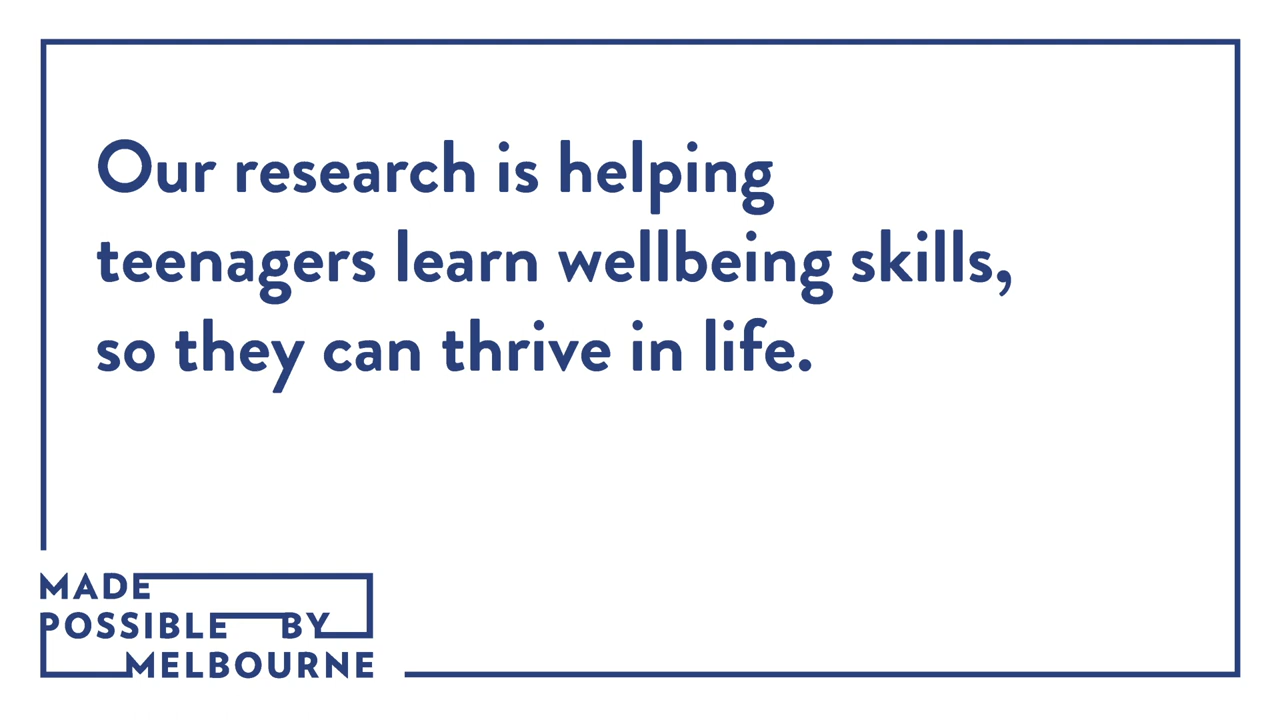 Our research is helping
teenagers learn wellbeing skills,
so they can thrive in life.
MADE
POSSIBLE BY
MELBOURNE